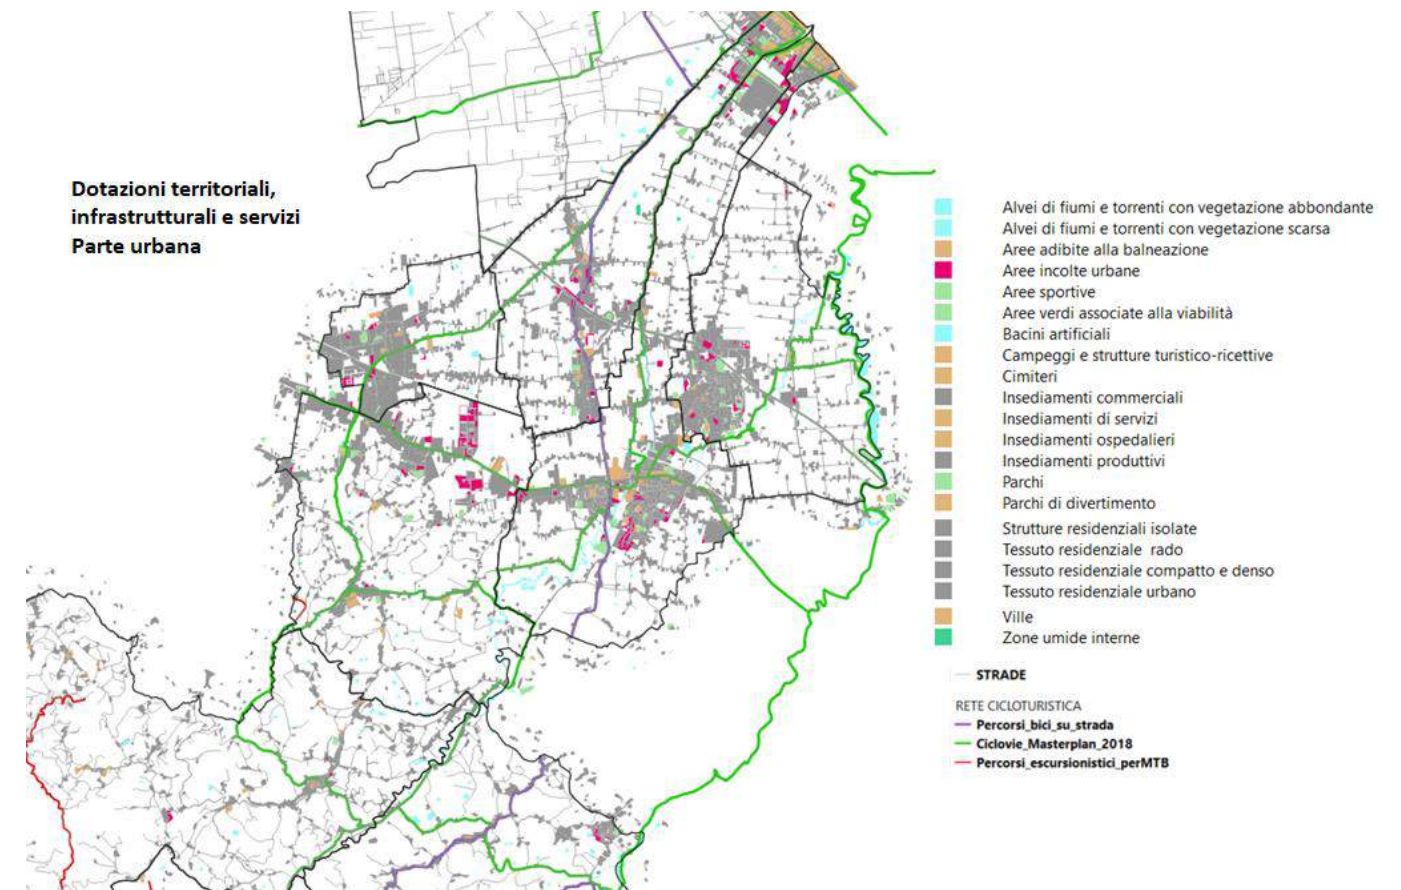 Dotazioni territoriali,
infrastrutturali e servizi
Parte urbana
Alvei di fiumi e torrenti con vegetazione abbondante
Alvei di fiumi e torrenti con vegetazione scarsa
Aree adibite alla balneazione
Aree incolte urbane
Aree sportive
Aree verdi associate alla viabilità
Bacini artificiali
Campeggi e strutture turistico-ricettive
Cimiteri
Insediamenti commerciali
Insediamenti di servizi
Insediamenti ospedalieri
Insediamenti produttivi
Parchi
Parchi di divertimento
Strutture residenziali isolate
Tessuto residenziale rado
Tessuto residenziale compatto e denso
Tessuto residenziale urbano
Ville
Zone umide interne
STRADE
RETE CICLOTURISTICA
Percorsi_bici_su_strada
Ciclovie_Masterplan_2018
Percorsi_escursionistici_perMTB